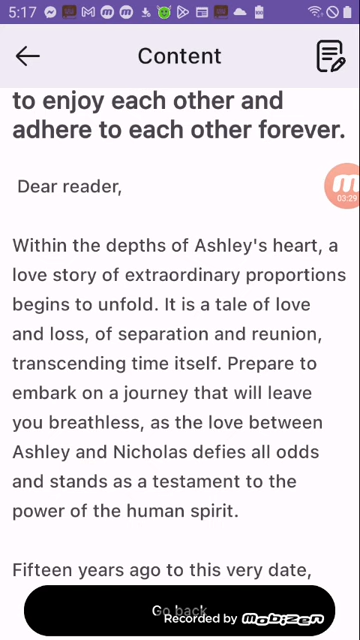 5:17
Content
to enjoy each other and
adhere to each other forever.
Dear reader,
03:29
Within the depths of Ashley's heart, a
love story of extraordinary proportions
begins to unfold. It is a tale of love
and loss, of separation and reunion,
transcending time itself. Prepare to
embark on a journey that will leave
you breathless, as the love between
Ashley and Nicholas defies all odds
and stands as a testament to the
power of the human spirit.
Fifteen years ago to this very date,
Go back
Recorded by mobizen